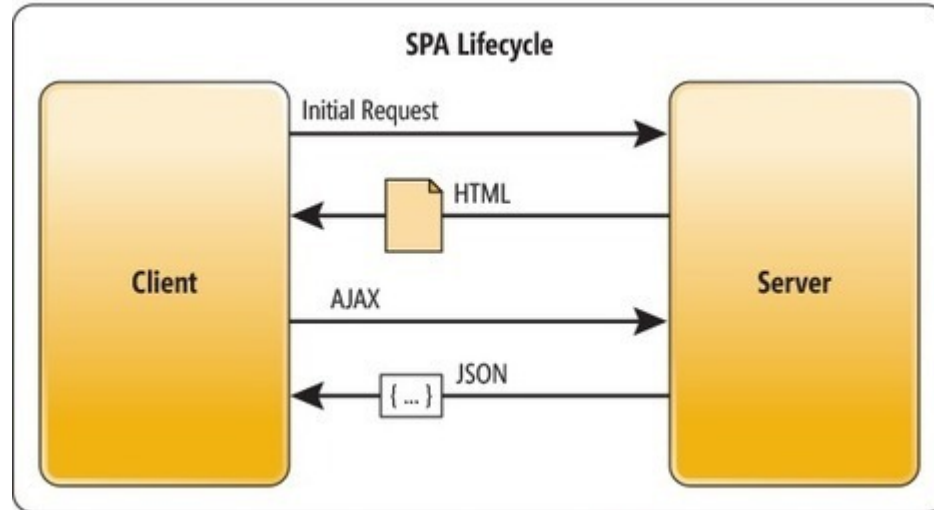 SPA Lifecycle
Initial Request
HTML
Client
Server
AJAX
JSON
{ ... }